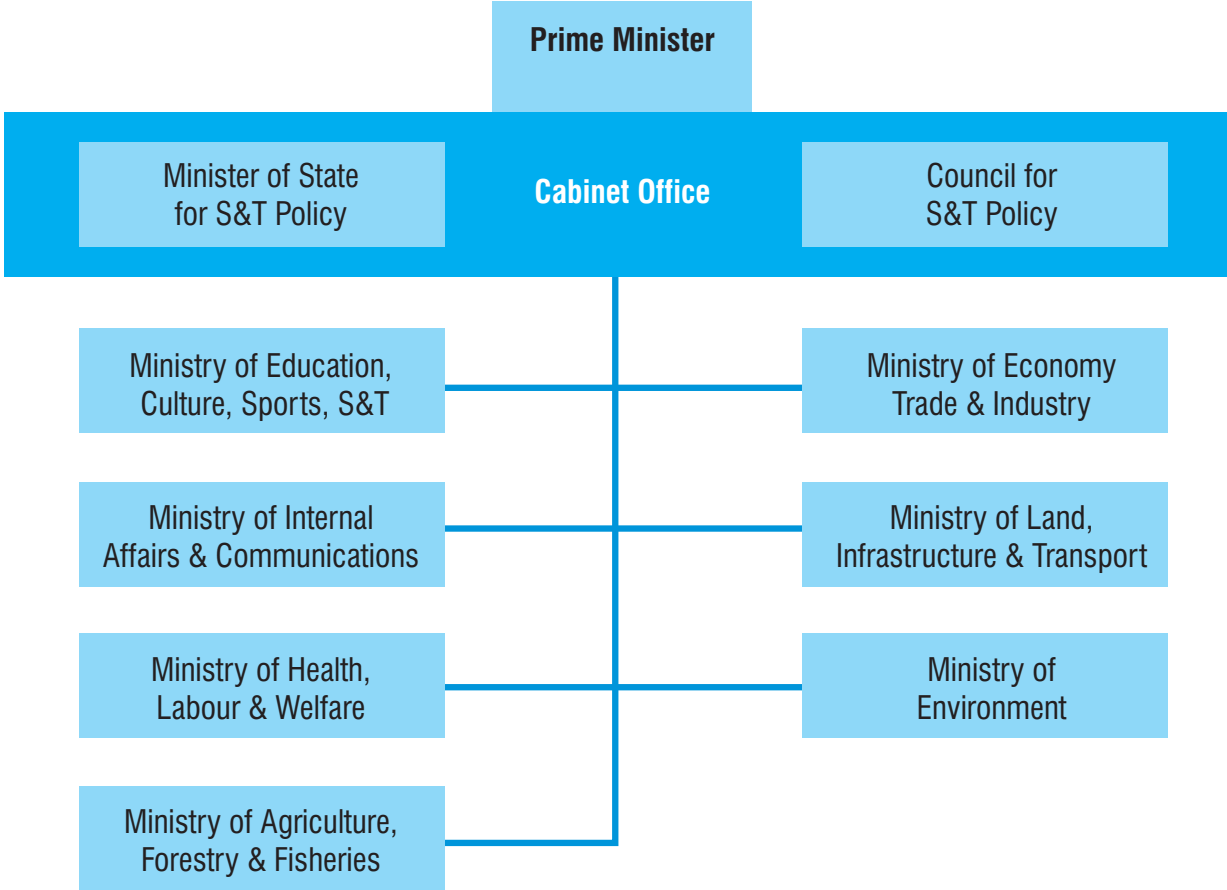 Prime Minister
Minister of State
for S&T Policy
Cabinet Office
Council for
S&T Policy
Ministry of Education,
Culture, Sports, S&T
Ministry of Economy
Trade & Industry
Ministry of Internal
Affairs & Communications
Ministry of Land,
Infrastructure & Transport
Ministry of Health,
Labour & Welfare
Ministry of
Environment
Ministry of Agriculture,
Forestry & Fisheries